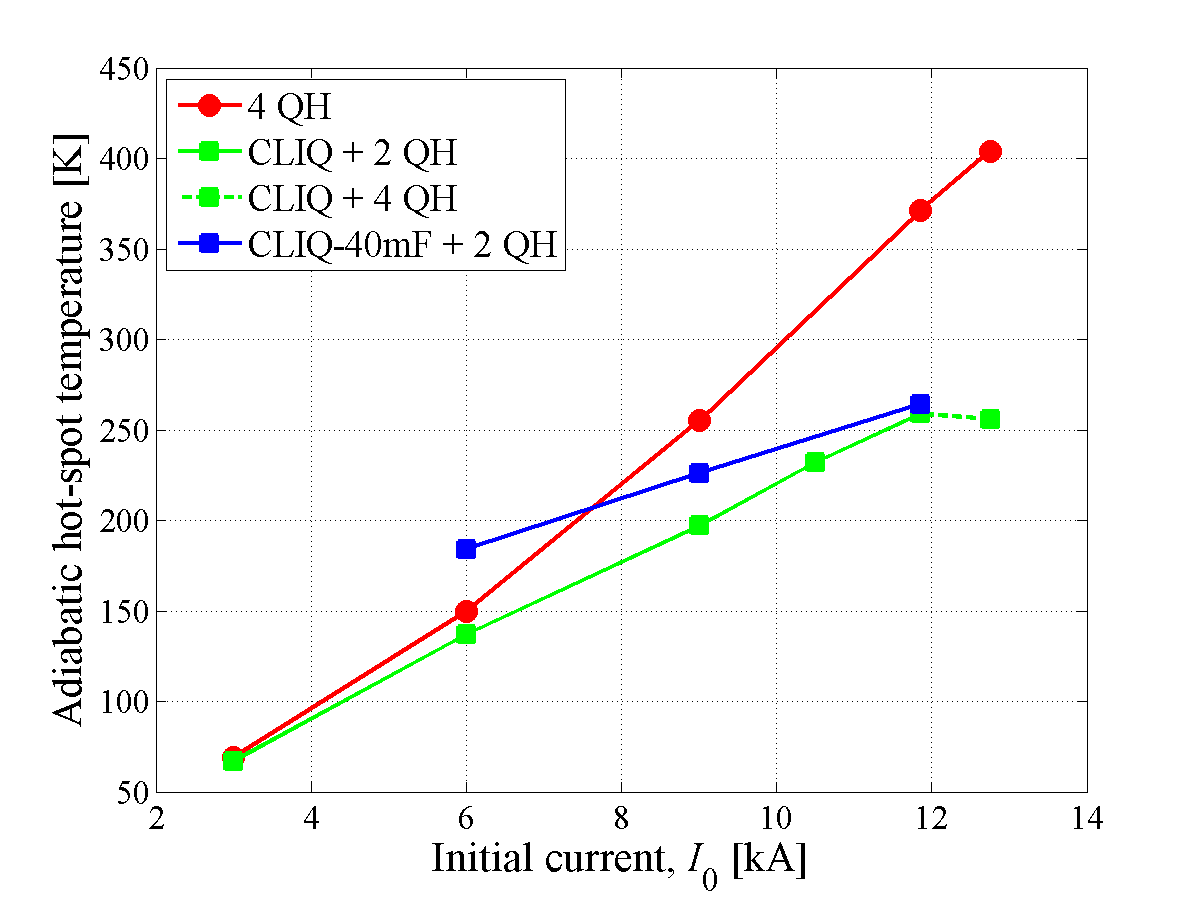 450
400
350
300
250
200
150
100
50
2 4 6 8 10 12 14
Adiabatic hot-spot temperature [K]
Initial current, I0 [kA]
4 QH
CLIQ + 2 QH
CLIQ + 4 QH
CLIQ-40mF + 2 QH